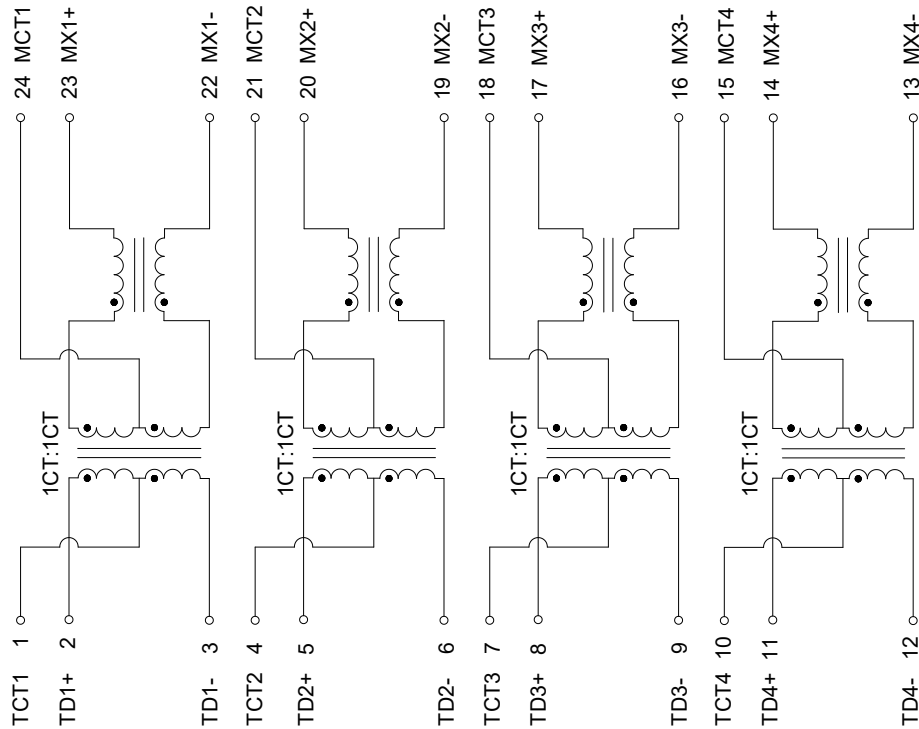 24 MCT1
23 MX1+
22 MX1-
21 MCT2
20 MX2+
19 MX2-
18 MCT3
17 MX3+
16 MX3-
15 MCT4
14 MX4+
13 MX4-
1CT:1CT
1CT:1CT
1CT:1CT
1CT:1CT
TCT1 1
TD1+ 2
TD1- 3
TCT2 4
TD2+ 5
TD2- 6
TCT3 7
TD3+ 8
TD3- 9
TCT4 10
TD4+ 11
TD4- 12